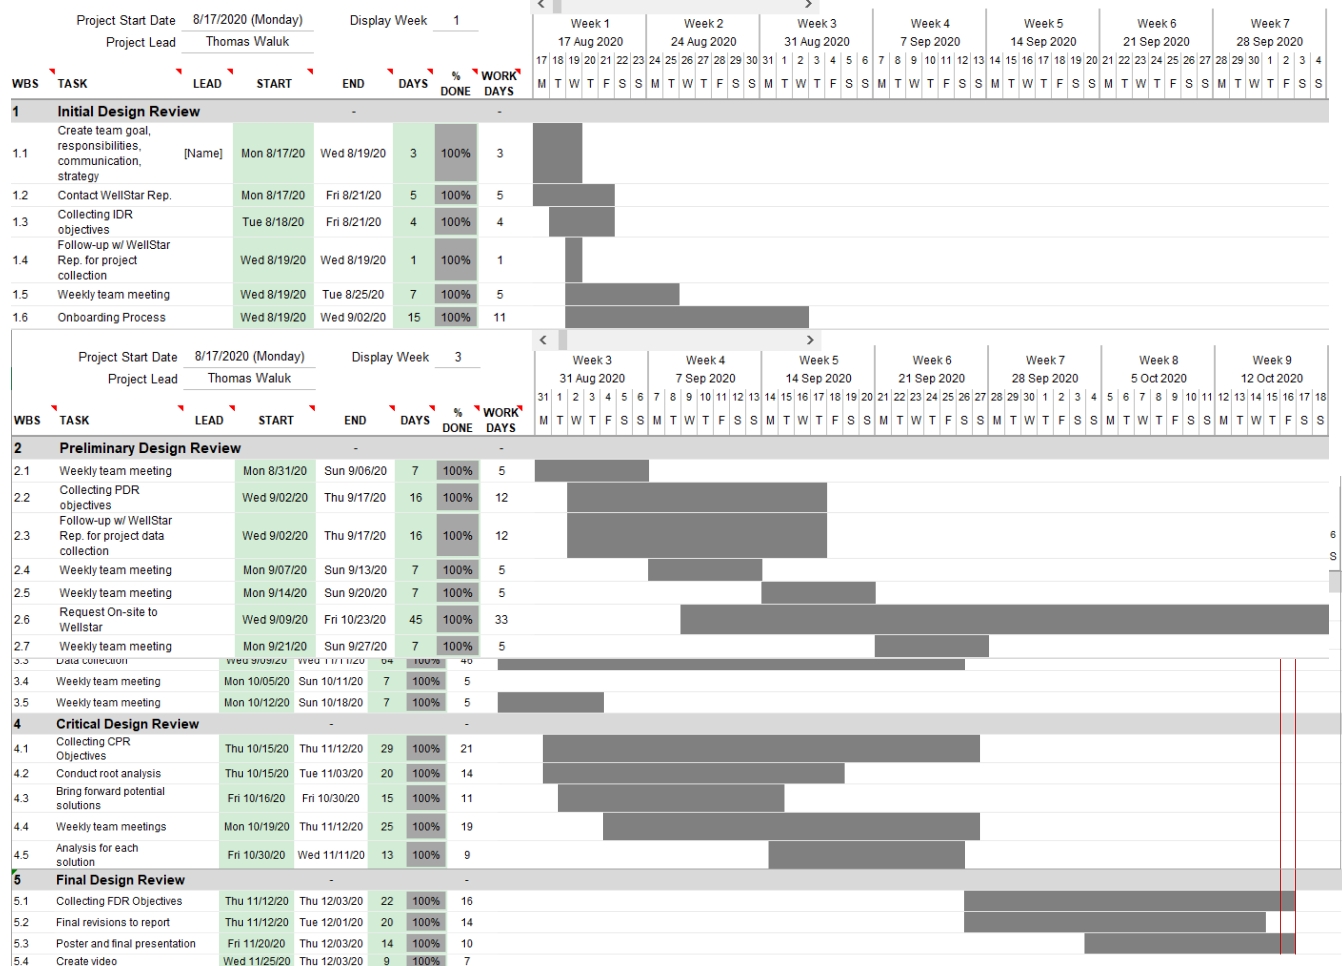 Project Start Date 8/17/2020 (Monday) Display Week 1 Week 1 Week 2 Week 3 Week 4 Week 5 Week 6 Week 7
Project Lead Thomas Waluk 17 Aug 2020 24 Aug 2020 31 Aug 2020 7 Sep 2020 14 Sep 2020 21 Sep 2020 28 Sep 2020
17 18 19 20 21 22 23 24 25 26 27 28 29 30 31 1 2 3 4 5 6 7 8 9 10 11 12 13 14 15 16 17 18 19 20 21 22 23 24 25 26 27 28 29 30 1 2 3 4
WBS TASK LEAD START END DAYS % DONE WORK DAYS M T W T F S S M T W T F S S M T W T F S S M T W T F S S M T W T F S S M T W T F S S M T W T F S S
1 Initial Design Review - -
1.1 Create team goal, responsibilities, communication, strategy [Name] Mon 8/17/20 Wed 8/19/20 3 100% 3
1.2 Contact WellStar Rep. Mon 8/17/20 Fri 8/21/20 5 100% 5
1.3 Collecting IDR objectives Tue 8/18/20 Fri 8/21/20 4 100% 4
1.4 Follow-up w/ WellStar Rep. for project collection Wed 8/19/20 Wed 8/19/20 1 100% 1
1.5 Weekly team meeting Wed 8/19/20 Tue 8/25/20 7 100% 5
1.6 Onboarding Process Wed 8/19/20 Wed 9/02/20 15 100% 11
Project Start Date 8/17/2020 (Monday) Display Week 3 Week 3 Week 4 Week 5 Week 6 Week 7 Week 8 Week 9
Project Lead Thomas Waluk 31 Aug 2020 7 Sep 2020 14 Sep 2020 21 Sep 2020 28 Sep 2020 5 Oct 2020 12 Oct 2020
31 1 2 3 4 5 6 7 8 9 10 11 12 13 14 15 16 17 18 19 20 21 22 23 24 25 26 27 28 29 30 1 2 3 4 5 6 7 8 9 10 11 12 13 14 15 16 17 18
WBS TASK LEAD START END DAYS % DONE WORK DAYS M T W T F S S M T W T F S S M T W T F S S M T W T F S S M T W T F S S M T W T F S S M T W T F S S
2 Preliminary Design Review - -
2.1 Weekly team meeting Mon 8/31/20 Sun 9/06/20 7 100% 5
2.2 Collecting PDR objectives Wed 9/02/20 Thu 9/17/20 16 100% 12
2.3 Follow-up w/ WellStar Rep. for project data collection Wed 9/02/20 Thu 9/17/20 16 100% 12
6
S
2.4 Weekly team meeting Mon 9/07/20 Sun 9/13/20 7 100% 5
2.5 Weekly team meeting Mon 9/14/20 Sun 9/20/20 7 100% 5
2.6 Request On-site to Wellstar Wed 9/09/20 Fri 10/23/20 45 100% 33
2.7 Weekly team meeting Mon 9/21/20 Sun 9/27/20 7 100% 5
3.3 Data collection Wed 9/09/20 Wed 11/11/20 64 100% 46
3.4 Weekly team meeting Mon 10/05/20 Sun 10/11/20 7 100% 5
3.5 Weekly team meeting Mon 10/12/20 Sun 10/18/20 7 100% 5
4 Critical Design Review - -
4.1 Collecting CPR Objectives Thu 10/15/20 Thu 11/12/20 29 100% 21
4.2 Conduct root analysis Thu 10/15/20 Tue 11/03/20 20 100% 14
4.3 Bring forward potential solutions Fri 10/16/20 Fri 10/30/20 15 100% 11
4.4 Weekly team meetings Mon 10/19/20 Thu 11/12/20 25 100% 19
4.5 Analysis for each solution Fri 10/30/20 Wed 11/11/20 13 100% 9
5 Final Design Review - -
5.1 Collecting FDR Objectives Thu 11/12/20 Thu 12/03/20 22 100% 16
5.2 Final revisions to report Thu 11/12/20 Tue 12/01/20 20 100% 14
5.3 Poster and final presentation Fri 11/20/20 Thu 12/03/20 14 100% 10
5.4 Create video Wed 11/25/20 Thu 12/03/20 9 100% 7